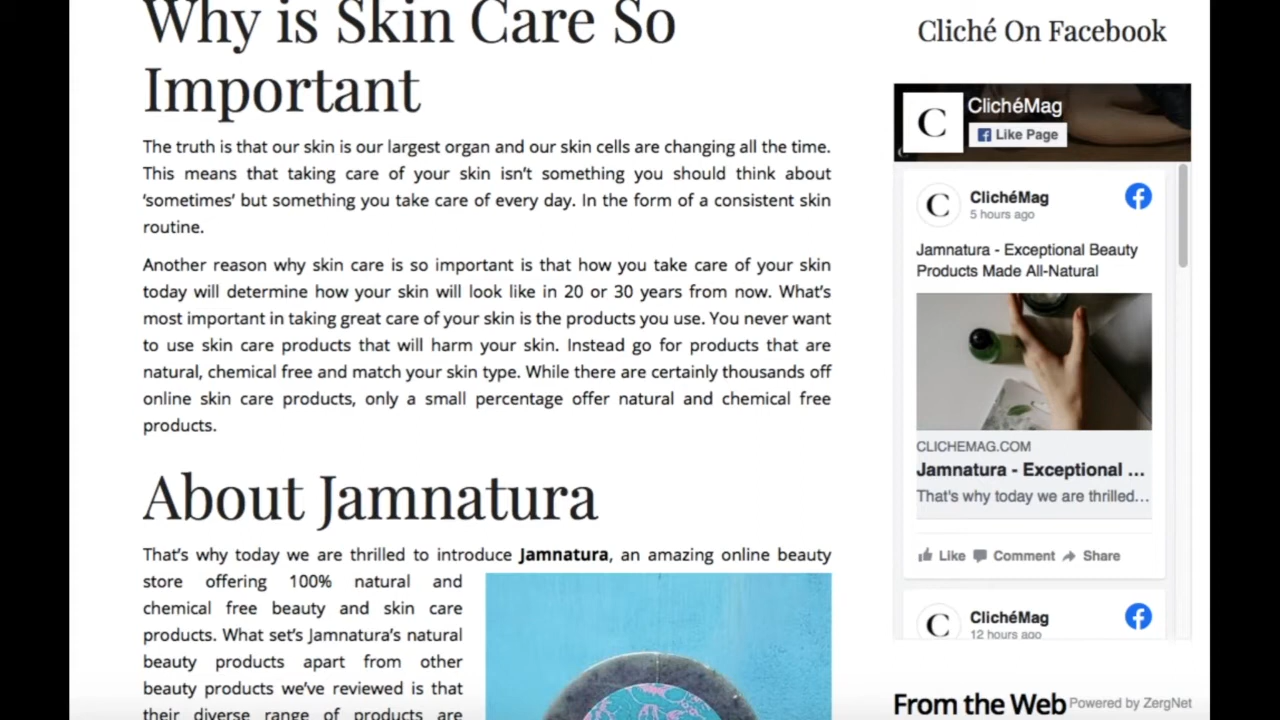 Why is Skin Care So
Important
The truth is that our skin is our largest organ and our skin cells are changing all the time.
This means that taking care of your skin isn't something you should think about
'sometimes' but something you take care of every day. In the form of a consistent skin
routine.
Another reason why skin care is so important is that how you take care of your skin
today will determine how your skin will look like in 20 or 30 years from now. What's
most important in taking great care of your skin is the products you use. You never want
to use skin care products that will harm your skin. Instead go for products that are
natural, chemical free and match your skin type. While there are certainly thousands off
online skin care products, only a small percentage offer natural and chemical free
products.
About Jamnatura
That's why today we are thrilled to introduce Jamnatura, an amazing online beauty
store offering 100% natural and
chemical free beauty and skin care
products. What set's Jamnatura's natural
beauty products apart from other
beauty products we've reviewed is that
their diverse range of products are
Cliché On Facebook
C
ClichéMag
Like Page
C
ClichéMag
5 hours ago
Jamnatura - Exceptional Beauty
Products Made All-Natural
CLICHEMAG.COM
Jamnatura - Exceptional ...
That's why today we are thrilled...
Like Comment Share
C
ClichéMag
12 hours ago
From the Web Powered by ZergNet